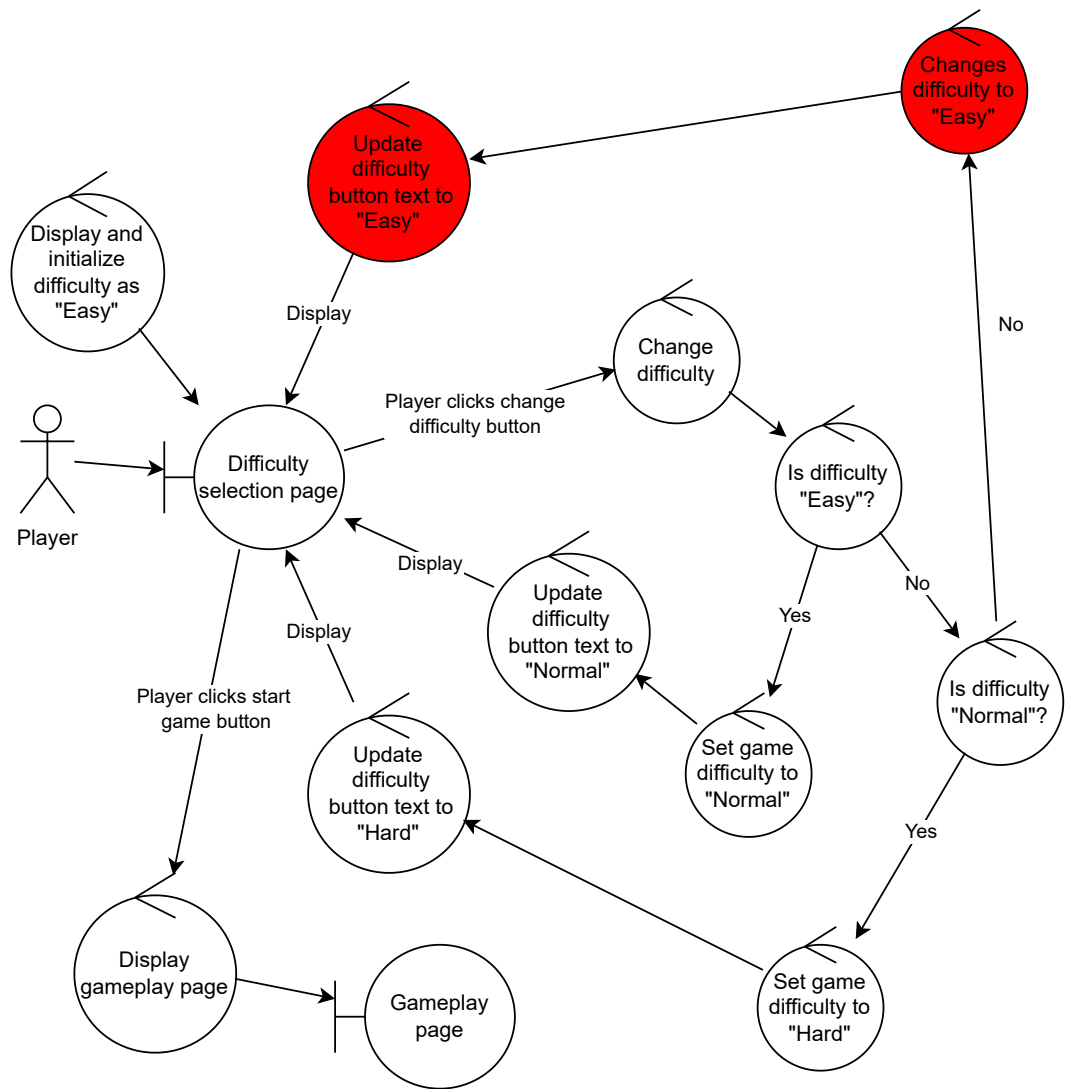 Changes
difficulty to
"Easy"
Update
difficulty
button text to
"Easy"
Display and
initialize
difficulty as
"Easy"
Display
No
Change
difficulty
Player clicks change
difficulty button
Difficulty
selection page
Is difficulty
"Easy"?
Player
Display
Update
difficulty
button text to
"Normal"
No
Yes
Display
Is difficulty
"Normal"?
Player clicks start
game button
Update
difficulty
button text to
"Hard"
Set game
difficulty to
"Normal"
Yes
Display
gameplay page
Gameplay
page
Set game
difficulty to
"Hard"